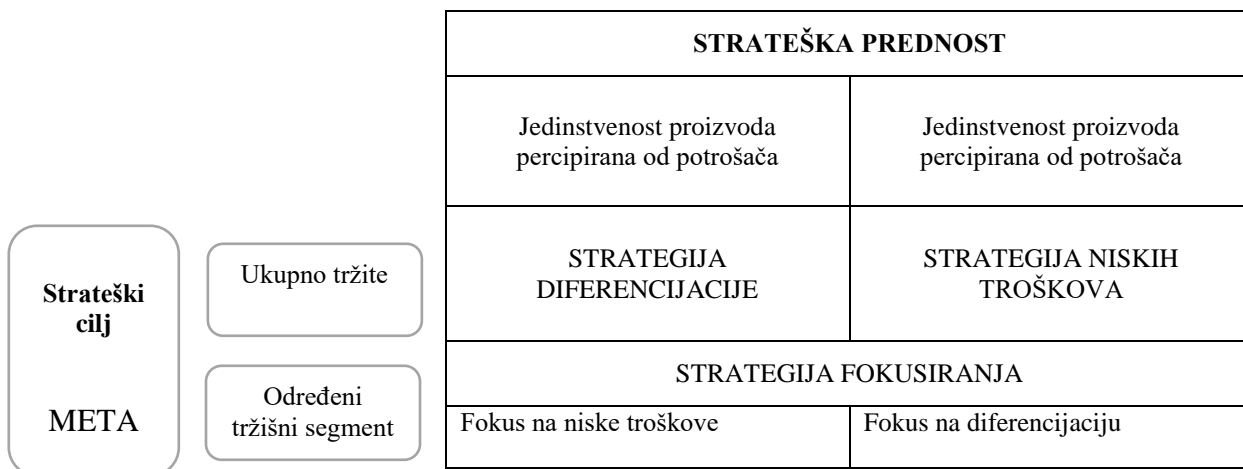 STRATEŠKA PREDNOST
Jedinstvenost proizvoda
percipirana od potrošača
Jedinstvenost proizvoda
percipirana od potrošača
Strateški
cilj
META
Ukupno tržite
STRATEGIJA
DIFERENCIJACIJE
STRATEGIJA NISKIH
TROŠKOVA
Određeni
tržišni segment
STRATEGIJA FOKUSIRANJA
Fokus na niske troškove
Fokus na diferencijaciju